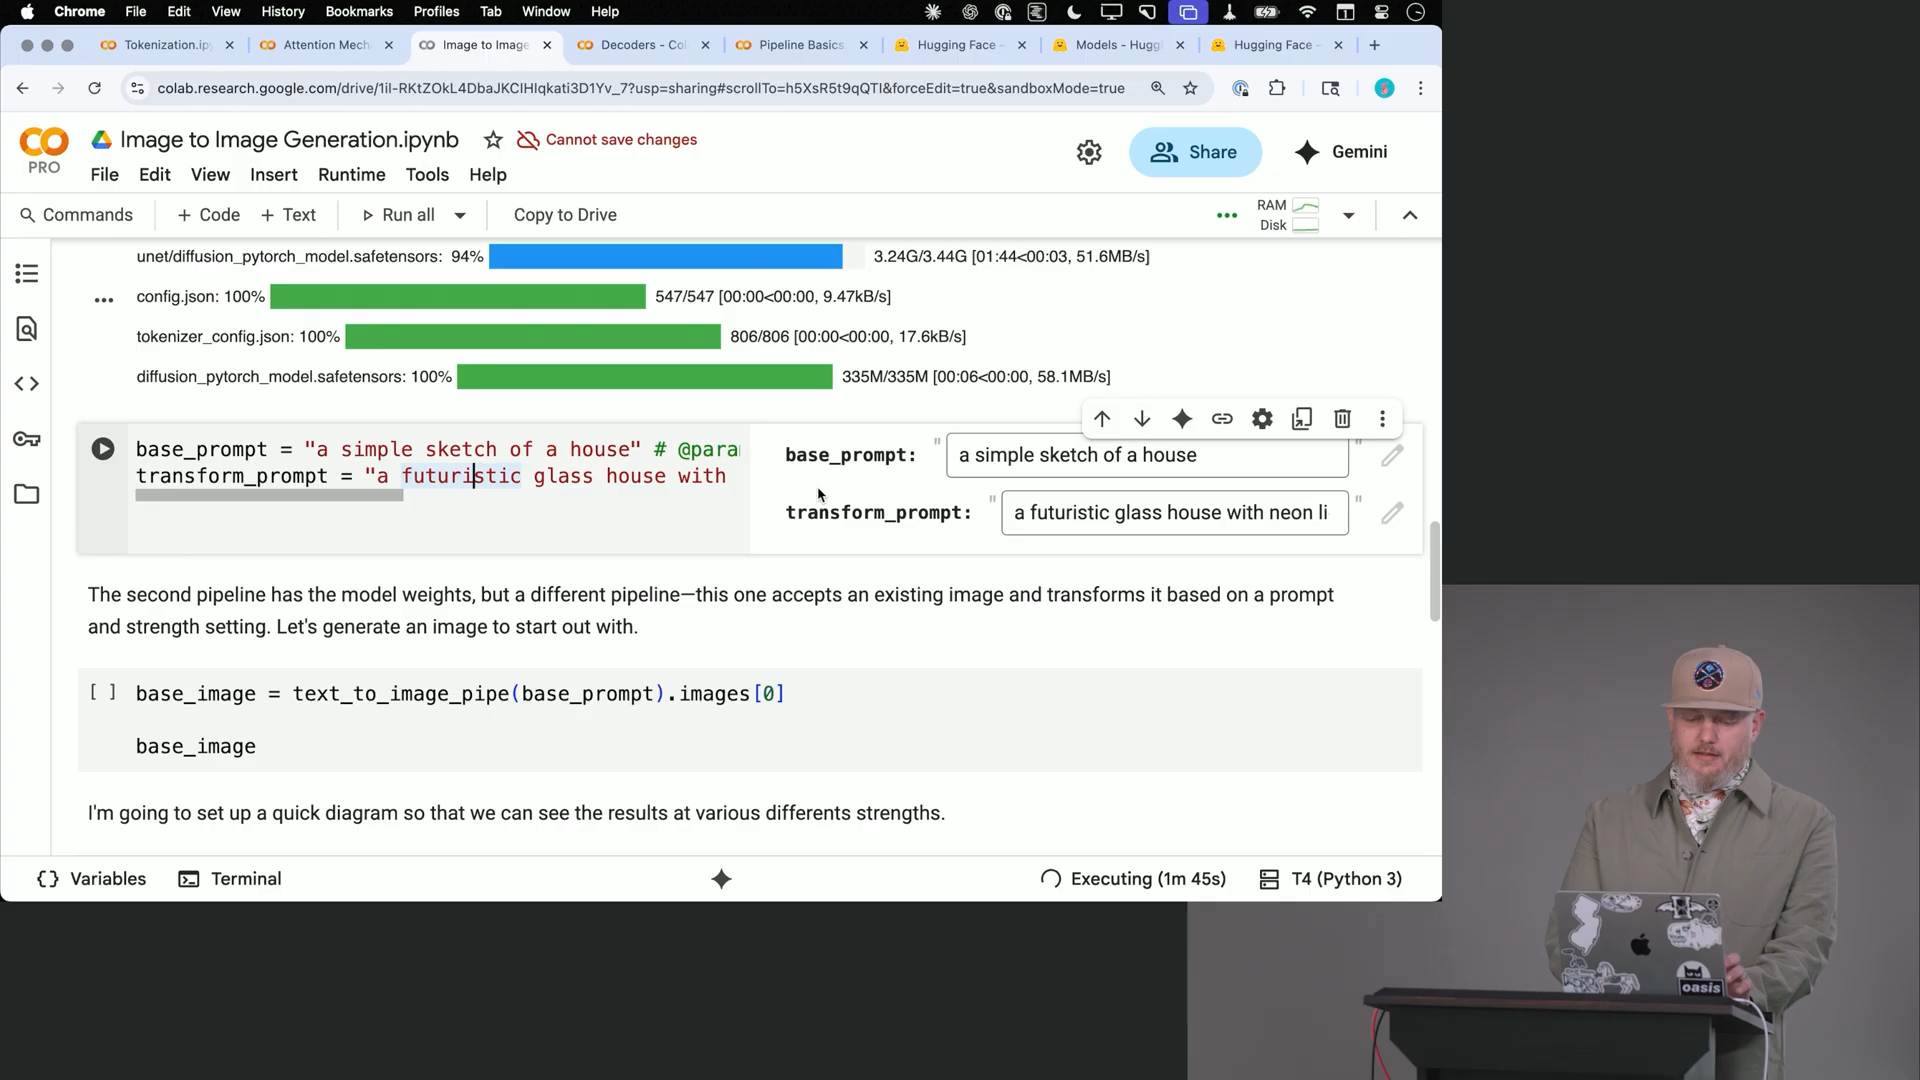 Chrome File Edit View History Bookmarks Profiles Tab Window Help
Tokenization.ip
Attention Mech
Image to Image
Decoders - Col
Pipeline Basics
Hugging Face -
Models - Hugg
Hugging Face -
colab.research.google.com/drive/1il-RKtZOkL4DbaJKCIHIqkati3D1Yv_7?usp=sharing#scrollTo=h5XsR5t9qQTI&forceEdit=true&sandboxMode=true
CO PRO
Image to Image Generation.ipynb
Cannot save changes
Share
Gemini
File Edit View Insert Runtime Tools Help
Commands + Code + Text Run all Copy to Drive
RAM
Disk
unet/diffusion_pytorch_model.safetensors: 94% 3.24G/3.44G [01:44<00:03, 51.6MB/s]
config.json: 100% 547/547 [00:00<00:00, 9.47kB/s]
tokenizer_config.json: 100% 806/806 [00:00<00:00, 17.6kB/s]
diffusion_pytorch_model.safetensors: 100% 335M/335M [00:06<00:00, 58.1MB/s]
base_prompt = "a simple sketch of a house" # @para
transform_prompt = "a futuristic glass house with
base_prompt: " a simple sketch of a house "
transform_prompt: " a futuristic glass house with neon li "
The second pipeline has the model weights, but a different pipeline—this one accepts an existing image and transforms it based on a prompt
and strength setting. Let's generate an image to start out with.
[ ] base_image = text_to_image_pipe(base_prompt).images[0]
base_image
I'm going to set up a quick diagram so that we can see the results at various differents strengths.
Variables Terminal
Executing (1m 45s) T4 (Python 3)
oasis